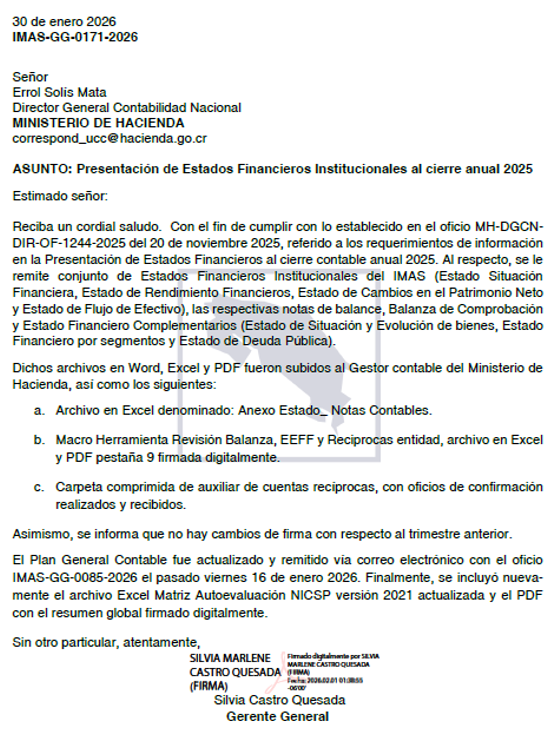 30 de enero 2026
IMAS-GG-0171-2026
Señor
Errol Solís Mata
Director General Contabilidad Nacional
MINISTERIO DE HACIENDA
correspond_ucc@hacienda.go.cr
ASUNTO: Presentación de Estados Financieros Institucionales al cierre anual 2025
Estimado señor:
Reciba un cordial saludo. Con el fin de cumplir con lo establecido en el oficio MH-DGCN-
DIR-OF-1244-2025 del 20 de noviembre 2025, referido a los requerimientos de información
en la Presentación de Estados Financieros al cierre contable anual 2025. Al respecto, se le
remite conjunto de Estados Financieros Institucionales del IMAS (Estado Situación
Financiera, Estado de Rendimiento Financieros, Estado de Cambios en el Patrimonio Neto
y Estado de Flujo de Efectivo), las respectivas notas de balance, Balanza de Comprobación
y Estado Financiero Complementarios (Estado de Situación y Evolución de bienes, Estado
Financiero por segmentos y Estado de Deuda Pública).
Dichos archivos en Word, Excel y PDF fueron subidos al Gestor contable del Ministerio de
Hacienda, así como los siguientes:
a. Archivo en Excel denominado: Anexo Estado_ Notas Contables.
b. Macro Herramienta Revisión Balanza, EEFF y Reciprocas entidad, archivo en Excel
y PDF pestaña 9 firmada digitalmente.
c. Carpeta comprimida de auxiliar de cuentas recíprocas, con oficios de confirmación
realizados y recibidos.
Asimismo, se informa que no hay cambios de firma con respecto al trimestre anterior.
El Plan General Contable fue actualizado y remitido vía correo electrónico con el oficio
IMAS-GG-0085-2026 el pasado viernes 16 de enero 2026. Finalmente, se incluyó nueva-
mente el archivo Excel Matriz Autoevaluación NICSP versión 2021 actualizada y el PDF
con el resumen global firmado digitalmente.
Sin otro particular, atentamente,
SILVIA MARLENE
CASTRO QUESADA
(FIRMA)
Firmado digitalmente por SILVIA
MARLENE CASTRO QUESADA
(FIRMA)
Fecha: 2026.02.01 01:38:55
-06'00'
Silvia Castro Quesada
Gerente General